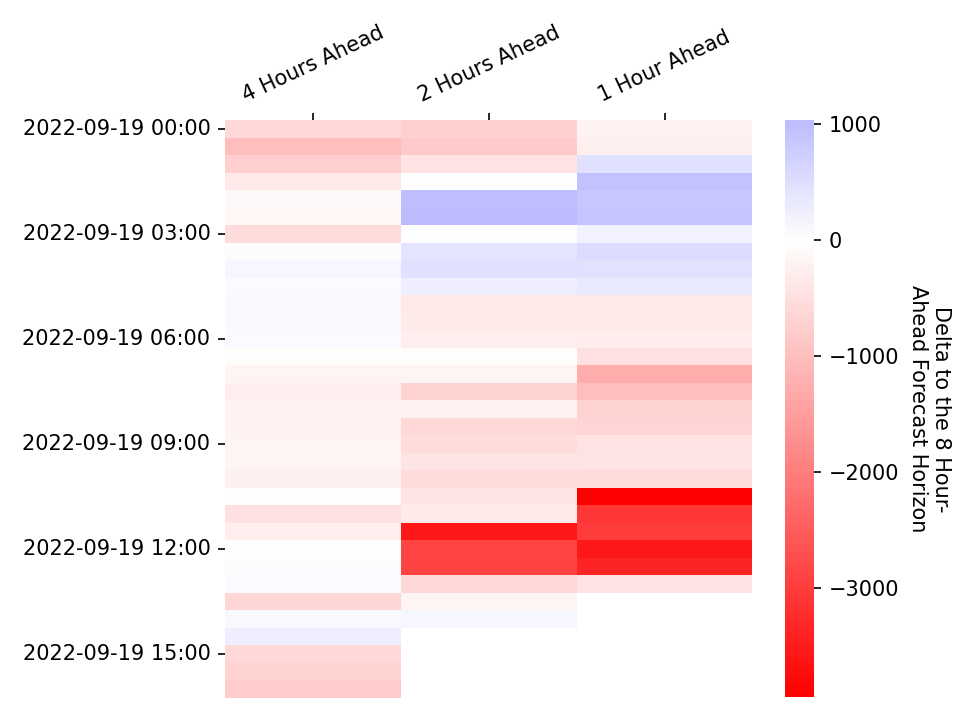 4 Hours Ahead
2 Hours Ahead
1 Hour Ahead
2022-09-19 00:00
2022-09-19 03:00
2022-09-19 06:00
2022-09-19 09:00
2022-09-19 12:00
2022-09-19 15:00
1000
0
−1000
−2000
−3000
Delta to the 8 Hour-
Ahead Forecast Horizon